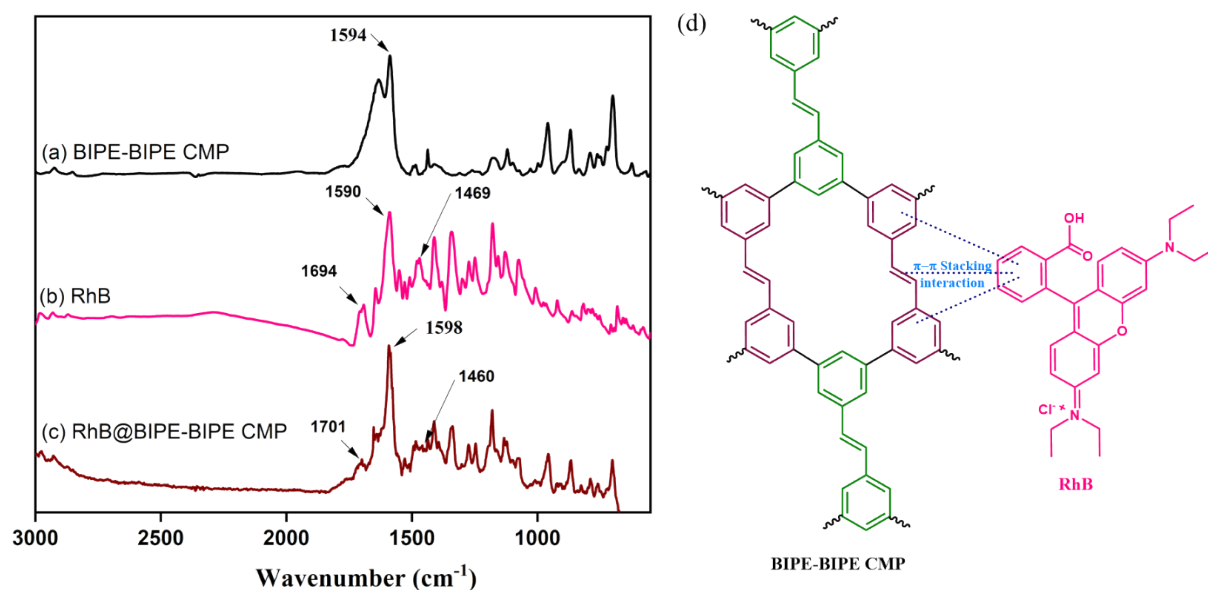 1594
(a) BIPE-BIPE CMP
1590
1469
1694
(b) RhB
1598
1460
1701
(c) RhB@BIPE-BIPE CMP
3000 2500 2000 1500 1000
Wavenumber (cm⁻¹)
(d)
π–π Stacking
interaction
OH
O
N
O
Cl⁻ +
N
RhB
BIPE-BIPE CMP